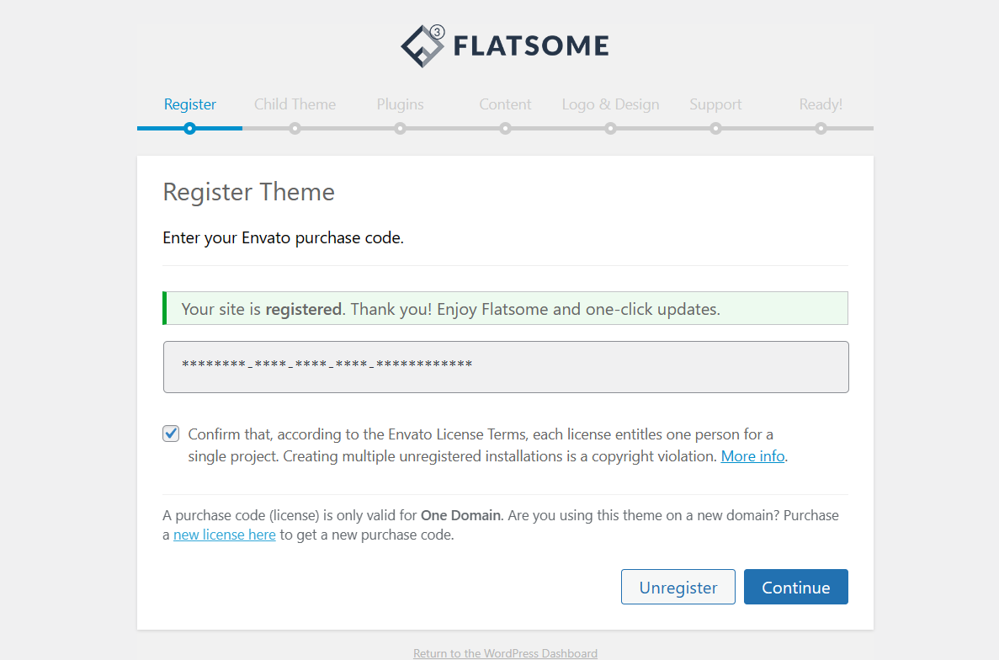 3
FLATSOME
Register Child Theme Plugins Content Logo & Design Support Ready!
Register Theme
Enter your Envato purchase code.
Your site is registered. Thank you! Enjoy Flatsome and one-click updates.
********-****-****-****-************
Confirm that, according to the Envato License Terms, each license entitles one person for a
single project. Creating multiple unregistered installations is a copyright violation. More info.
A purchase code (license) is only valid for One Domain. Are you using this theme on a new domain? Purchase
a new license here to get a new purchase code.
Unregister Continue
Return to the WordPress Dashboard